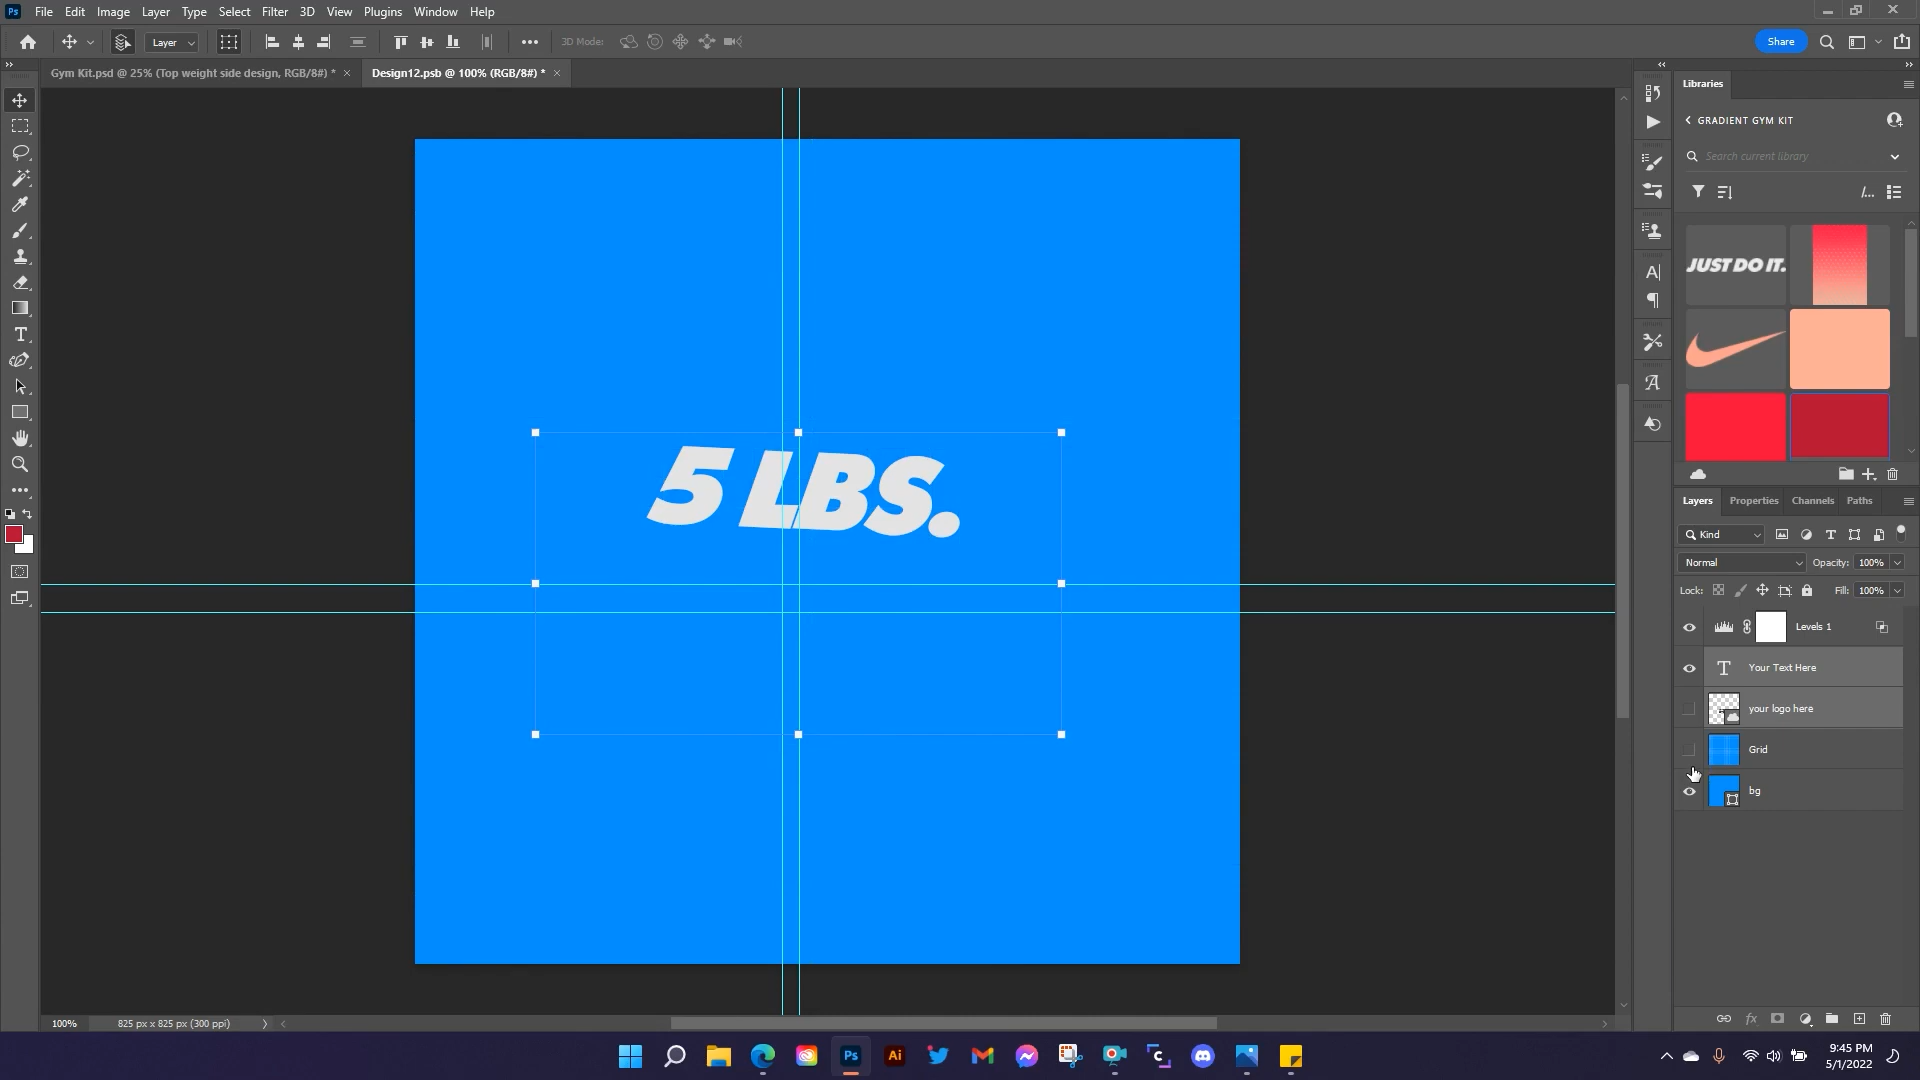 Ps File Edit Image Layer Type Select Filter 3D View Plugins Window Help
Layer 3D Mode: Share
Gym Kit.psd @ 25% (Top weight side design, RGB/8#) * × Design12.psb @ 100% (RGB/8#) * ×
Libraries
GRADIENT GYM KIT
Search current library
JUST DO IT.
5 LBS.
Layers Properties Channels Paths
Kind
Normal Opacity: 100%
Lock: Fill: 100%
Levels 1
T Your Text Here
your logo here
Grid
bg
100% 825 px x 825 px (300 ppi)
Ps Ai
9:45 PM
5/1/2022